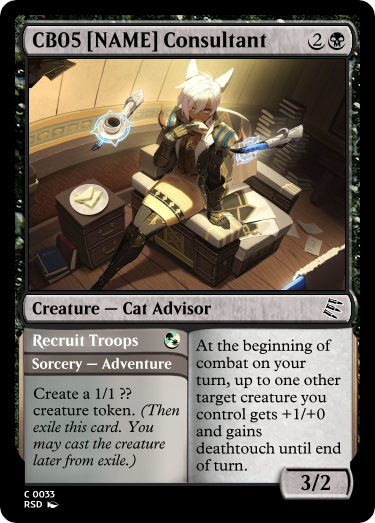 CB05 [NAME] Consultant 2
Creature — Cat Advisor
Recruit Troops
Sorcery — Adventure
Create a 1/1 ??
creature token. (Then
exile this card. You
may cast the creature
later from exile.)
At the beginning of
combat on your
turn, up to one other
target creature you
control gets +1/+0
and gains
deathtouch until end
of turn.
3/2
C 0033
RSD